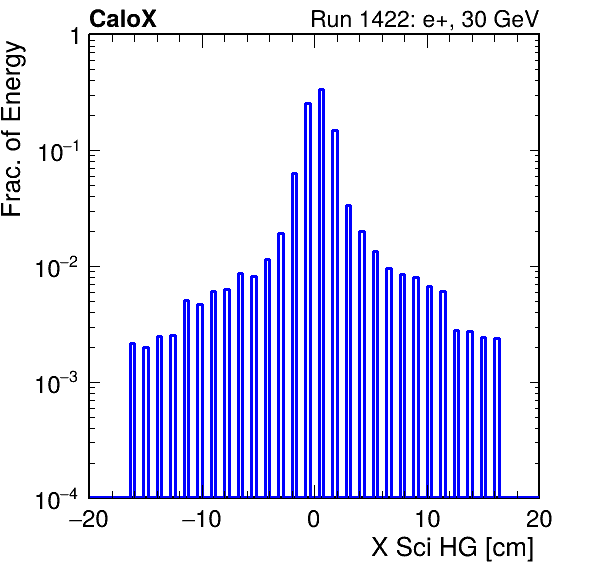 CaloX Run 1422: e+, 30 GeV
Frac. of Energy
1
10⁻¹
10⁻²
10⁻³
10⁻⁴
−20 −10 0 10 20
X Sci HG [cm]